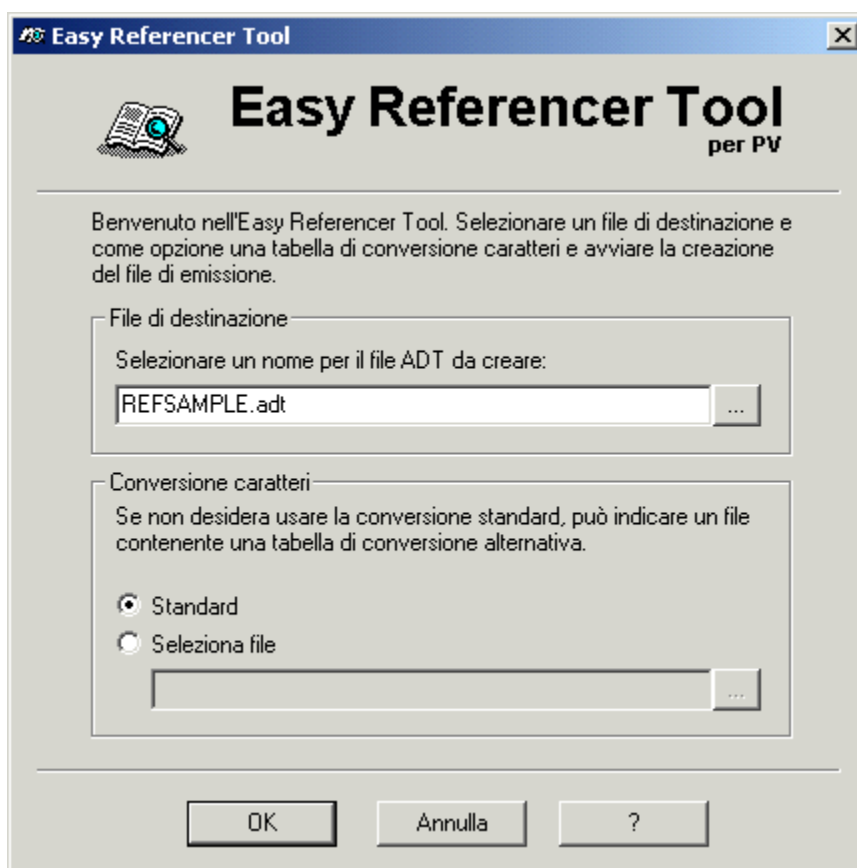 Easy Referencer Tool
Easy Referencer Tool
per PV
Benvenuto nell'Easy Referencer Tool. Selezionare un file di destinazione e
come opzione una tabella di conversione caratteri e avviare la creazione
del file di emissione.
File di destinazione
Selezionare un nome per il file ADT da creare:
REFSAMPLE.adt
...
Conversione caratteri
Se non desidera usare la conversione standard, può indicare un file
contenente una tabella di conversione alternativa.
Standard
Seleziona file
...
OK Annulla ?